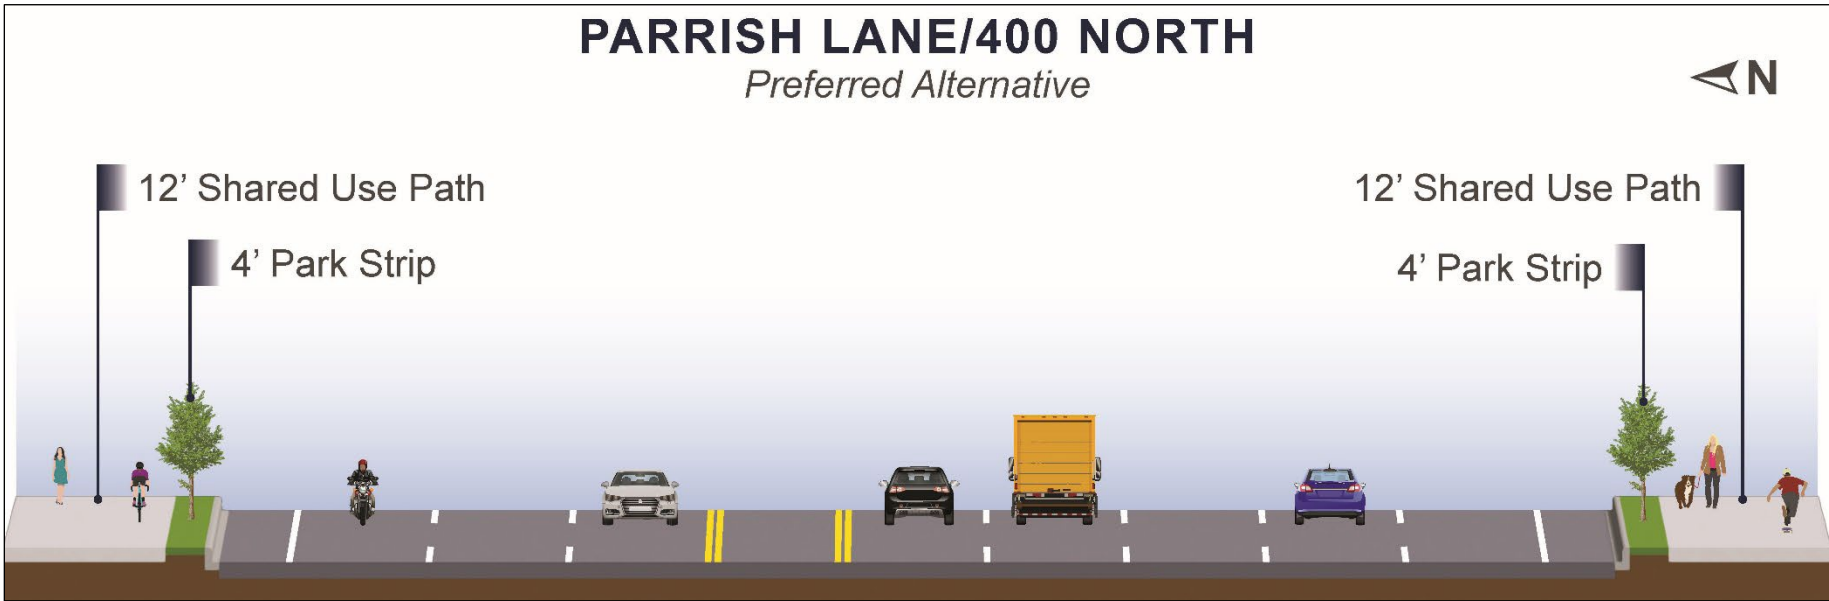 PARRISH LANE/400 NORTH
Preferred Alternative
N
12’ Shared Use Path
12’ Shared Use Path
4’ Park Strip
4’ Park Strip